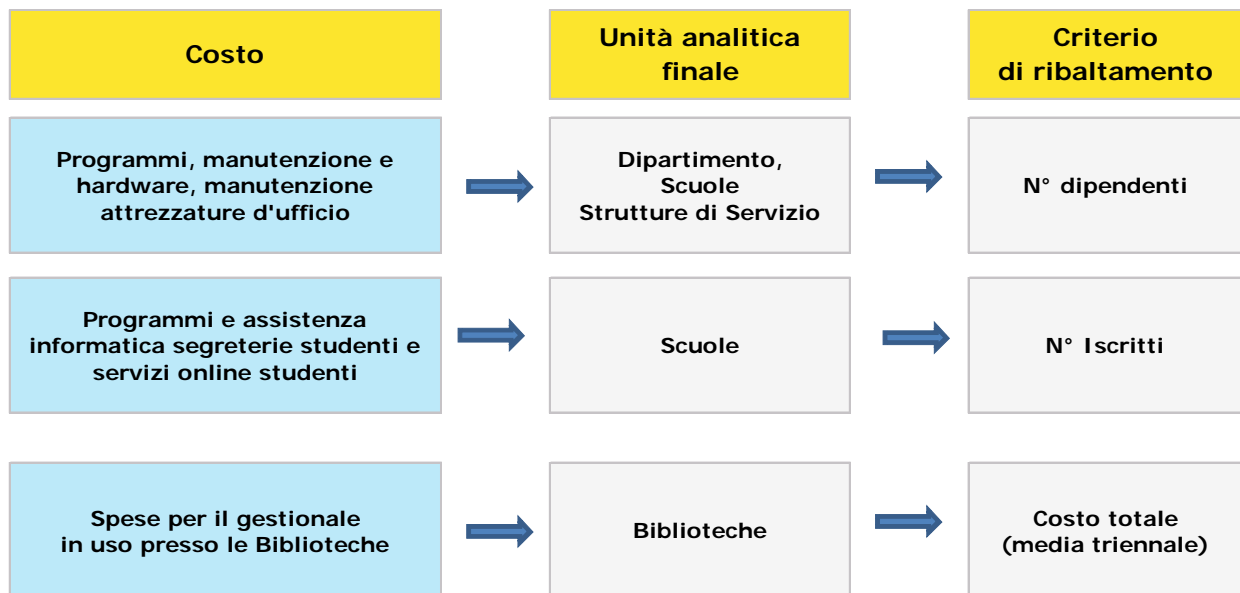 Costo
Unità analitica
finale
Criterio
di ribaltamento
Programmi, manutenzione e
hardware, manutenzione
attrezzature d'ufficio
Dipartimento,
Scuole
Strutture di Servizio
N° dipendenti
Programmi e assistenza
informatica segreterie studenti e
servizi online studenti
Scuole
N° Iscritti
Spese per il gestionale
in uso presso le Biblioteche
Biblioteche
Costo totale
(media triennale)